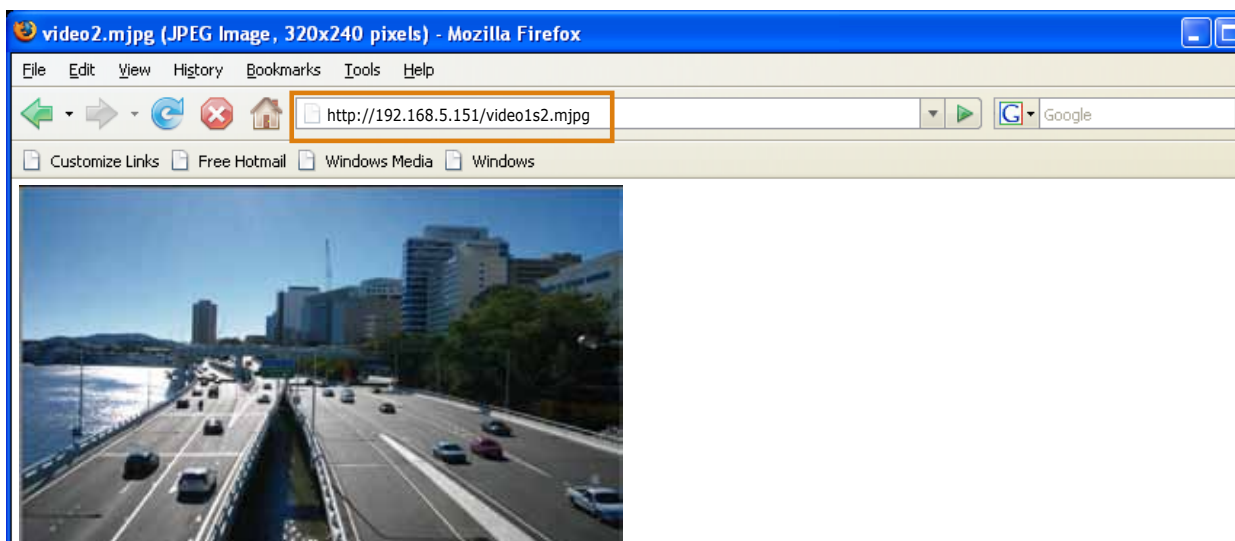 video2.mjpg (JPEG Image, 320x240 pixels) - Mozilla Firefox
File Edit View History Bookmarks Tools Help
http://192.168.5.151/video1s2.mjpg G Google
Customize Links Free Hotmail Windows Media Windows